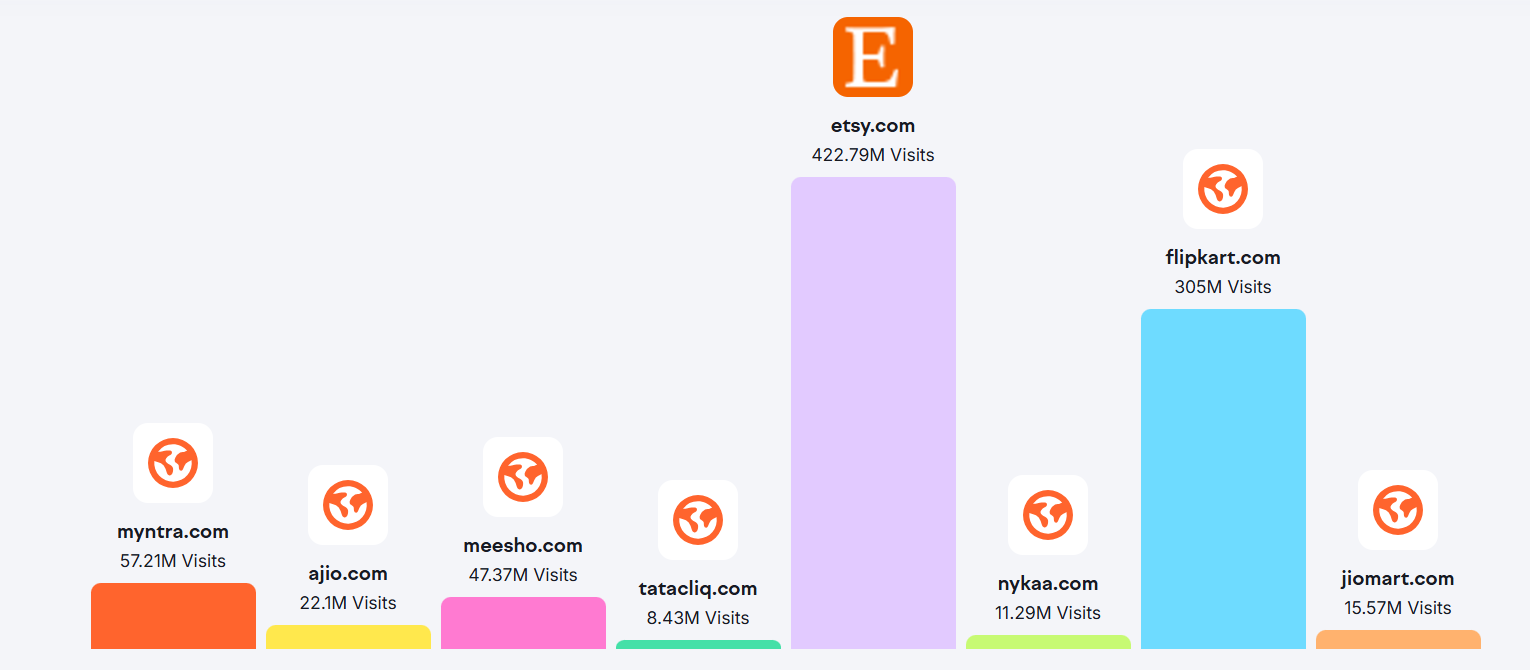 E
etsy.com
422.79M Visits
flipkart.com
305M Visits
myntra.com
57.21M Visits
ajio.com
22.1M Visits
meesho.com
47.37M Visits
tatacliq.com
8.43M Visits
nykaa.com
11.29M Visits
jiomart.com
15.57M Visits